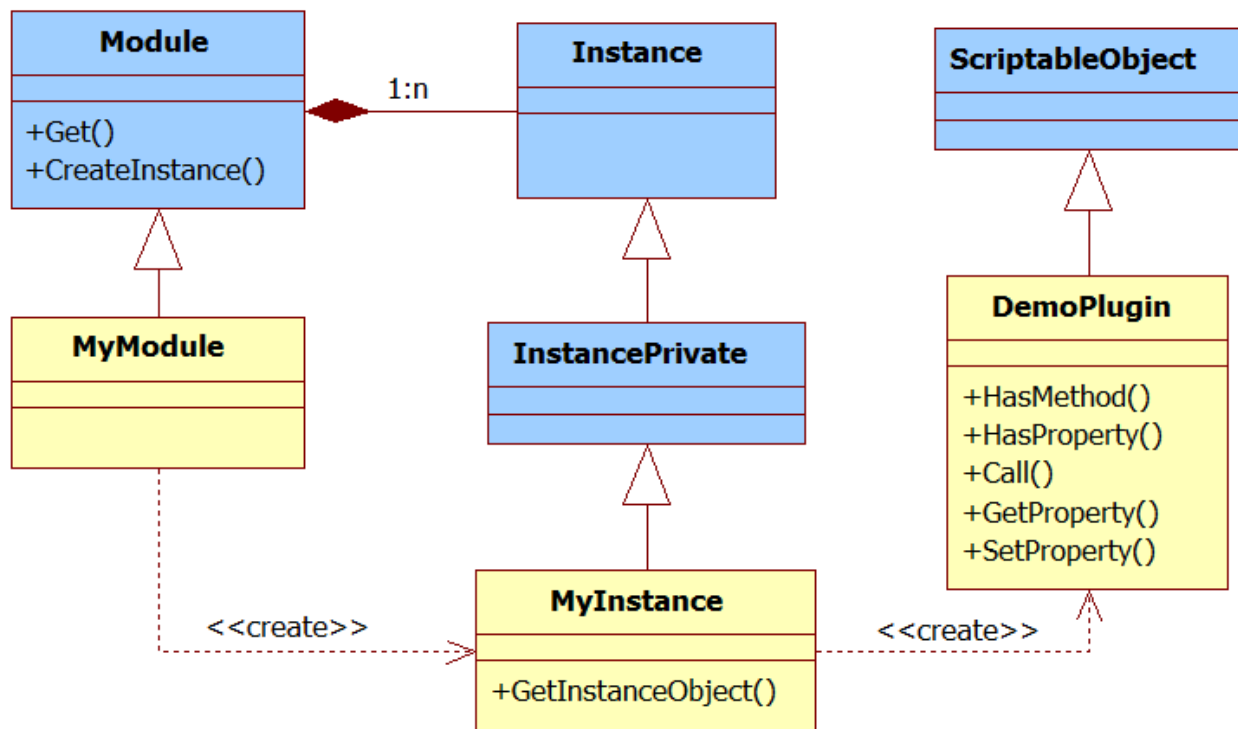 Module
+Get()
+CreateInstance()
1:n
Instance
ScriptableObject
MyModule
InstancePrivate
DemoPlugin
+HasMethod()
+HasProperty()
+Call()
+GetProperty()
+SetProperty()
<<create>>
MyInstance
+GetInstanceObject()
<<create>>